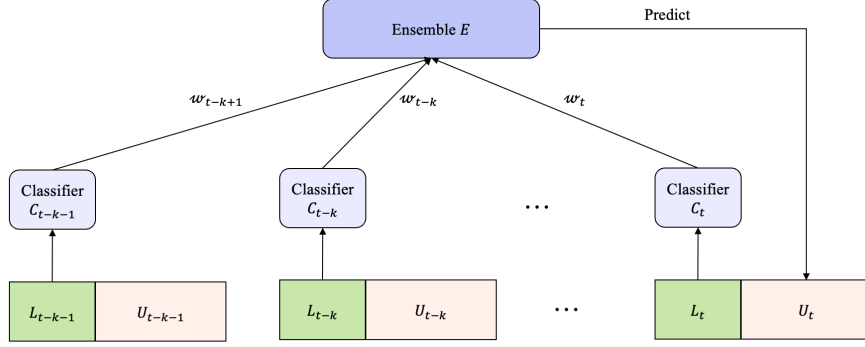 Ensemble E
Predict
w_{t−k+1}
w_{t−k}
w_t
Classifier
C_{t−k−1}
Classifier
C_{t−k}
...
Classifier
C_t
L_{t−k−1}
U_{t−k−1}
L_{t−k}
U_{t−k}
...
L_t
U_t